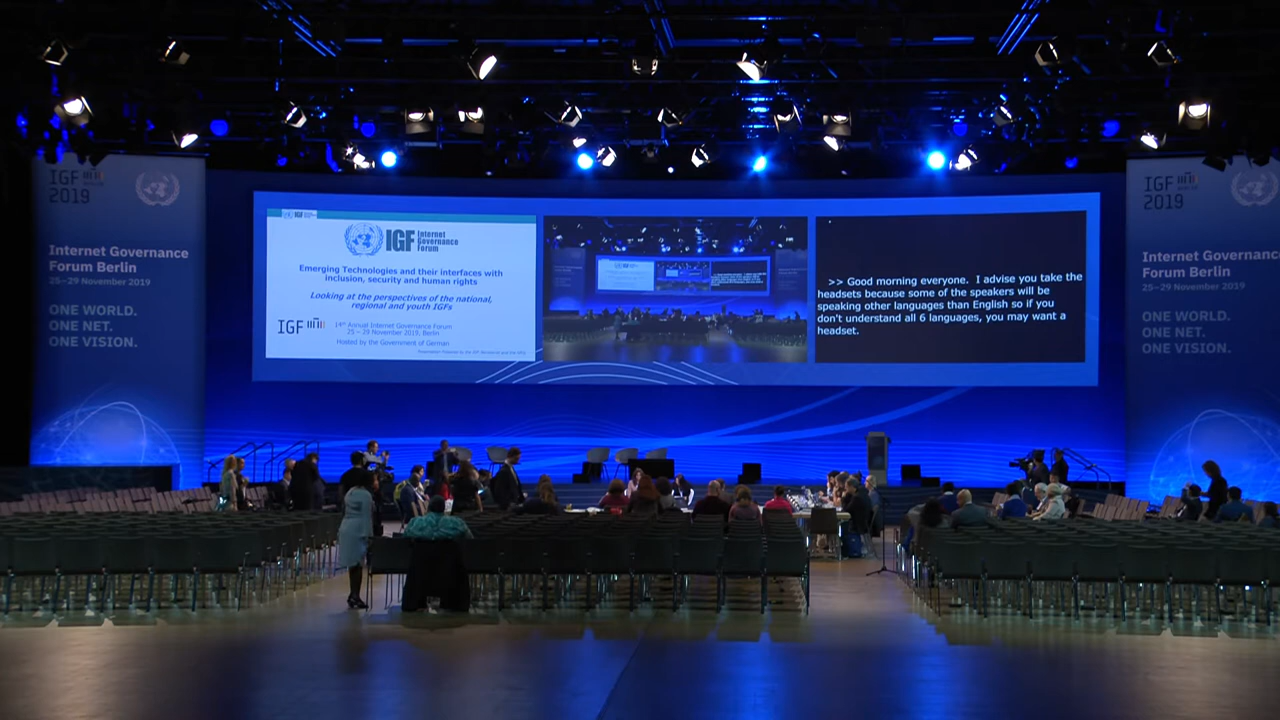 IGF
2019
Internet Governance
Forum Berlin
25–29 November 2019
ONE WORLD.
ONE NET.
ONE VISION.
IGF
IGF Internet
Governance
Forum
Emerging Technologies and their interfaces with
inclusion, security and human rights
Looking at the perspectives of the national,
regional and youth IGFs
IGF
14th Annual Internet Governance Forum
25 – 29 November 2019, Berlin
Hosted by the Government of German
>> Good morning everyone. I advise you take the
headsets because some of the speakers will be
speaking other languages than English so if you
don't understand all 6 languages, you may want a
headset.
IGF
2019
Internet Governance
Forum Berlin
25–29 November 2019
ONE WORLD.
ONE NET.
ONE VISION.